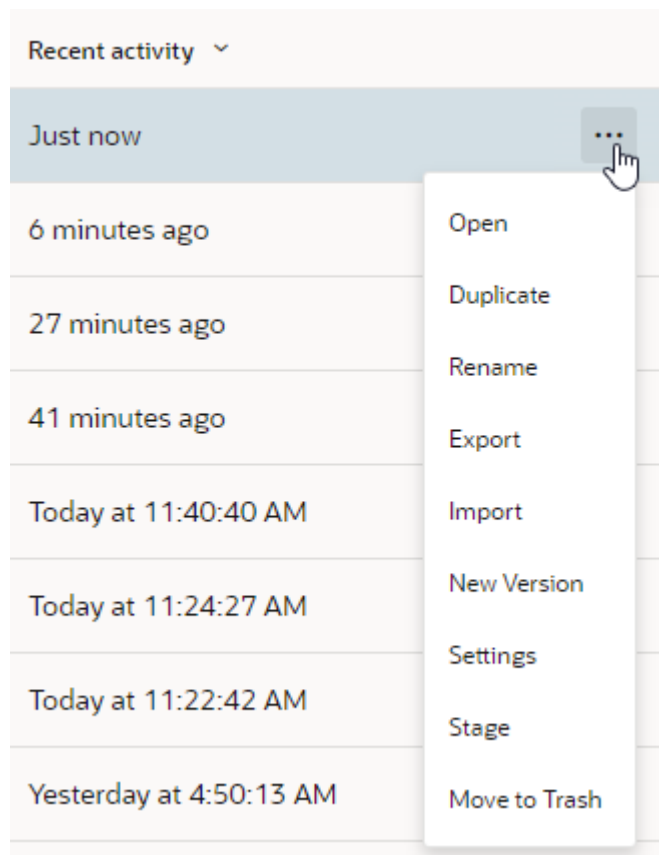 Recent activity
Just now
...
6 minutes ago
27 minutes ago
41 minutes ago
Today at 11:40:40 AM
Today at 11:24:27 AM
Today at 11:22:42 AM
Yesterday at 4:50:13 AM
Open
Duplicate
Rename
Export
Import
New Version
Settings
Stage
Move to Trash